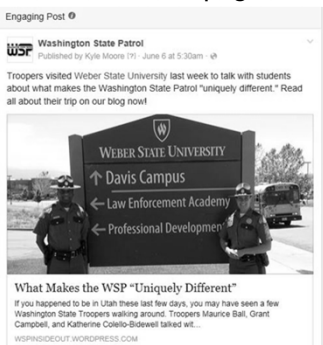 Engaging Post
WSP
Washington State Patrol
Published by Kyle Moore [?] · June 6 at 5:30am ·
Troopers visited Weber State University last week to talk with students
about what makes the Washington State Patrol "uniquely different." Read
all about their trip on our blog now!
WEBER STATE UNIVERSITY
↑ Davis Campus
← Law Enforcement Academy
← Professional Developmen
What Makes the WSP “Uniquely Different”
If you happened to be in Utah these last few days, you may have seen a few
Washington State Troopers walking around. Troopers Maurice Ball, Grant
Campbell, and Katherine Colello-Bidewell talked wit...
WSPINSIDEOUT.WORDPRESS.COM